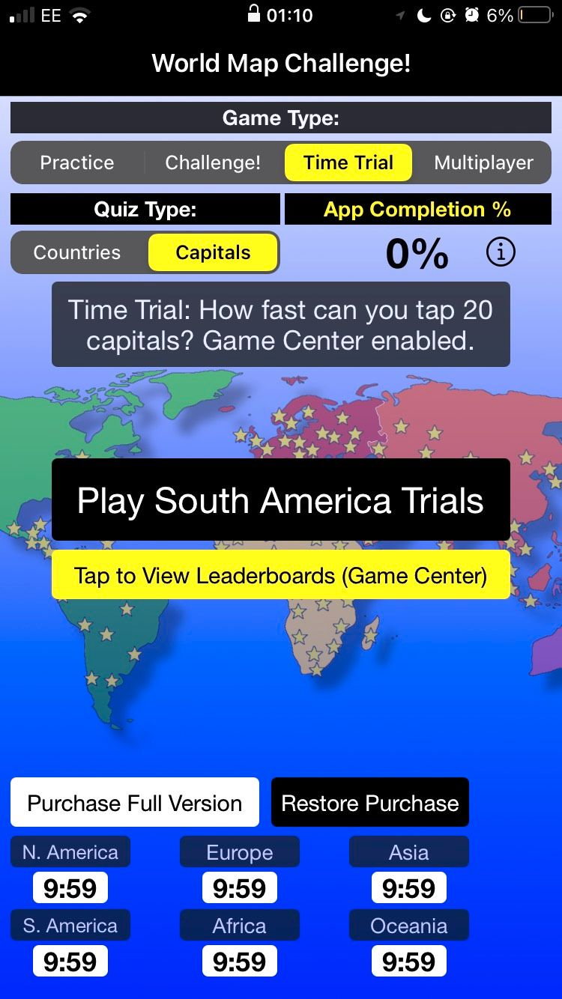 EE 01:10 6%
World Map Challenge!
Game Type:
Practice Challenge! Time Trial Multiplayer
Quiz Type: App Completion %
Countries Capitals 0% i
Time Trial: How fast can you tap 20
capitals? Game Center enabled.
Play South America Trials
Tap to View Leaderboards (Game Center)
Purchase Full Version Restore Purchase
N. America Europe Asia
9:59 9:59 9:59
S. America Africa Oceania
9:59 9:59 9:59